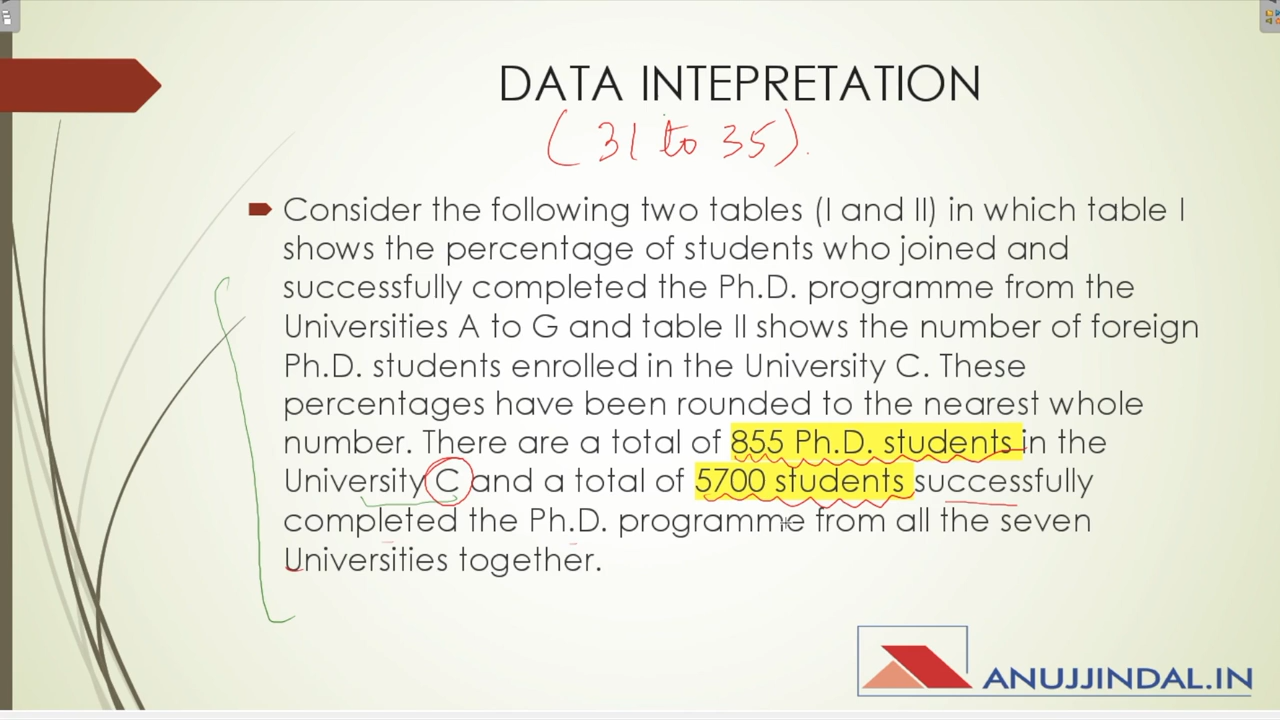 DATA INTEPRETATION
(31 to 35).
Consider the following two tables (I and II) in which table I
shows the percentage of students who joined and
successfully completed the Ph.D. programme from the
Universities A to G and table II shows the number of foreign
Ph.D. students enrolled in the University C. These
percentages have been rounded to the nearest whole
number. There are a total of 855 Ph.D. students in the
University C and a total of 5700 students successfully
completed the Ph.D. programme from all the seven
Universities together.
ANUJJINDAL.IN